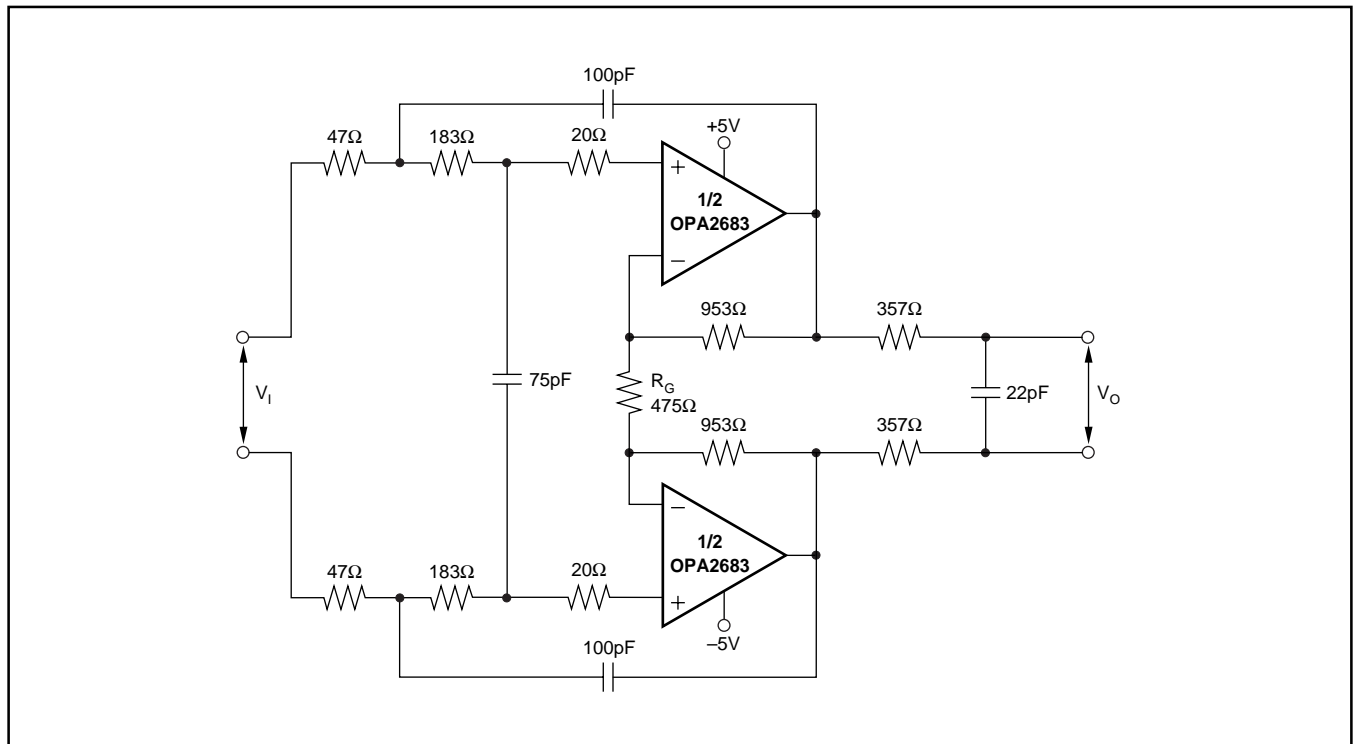 100pF
47Ω
183Ω
20Ω
+5V
+
1/2
OPA2683
−
953Ω
357Ω
V_I
75pF
R_G
475Ω
22pF
V_O
953Ω
357Ω
−
1/2
OPA2683
47Ω
183Ω
20Ω
+
−5V
100pF